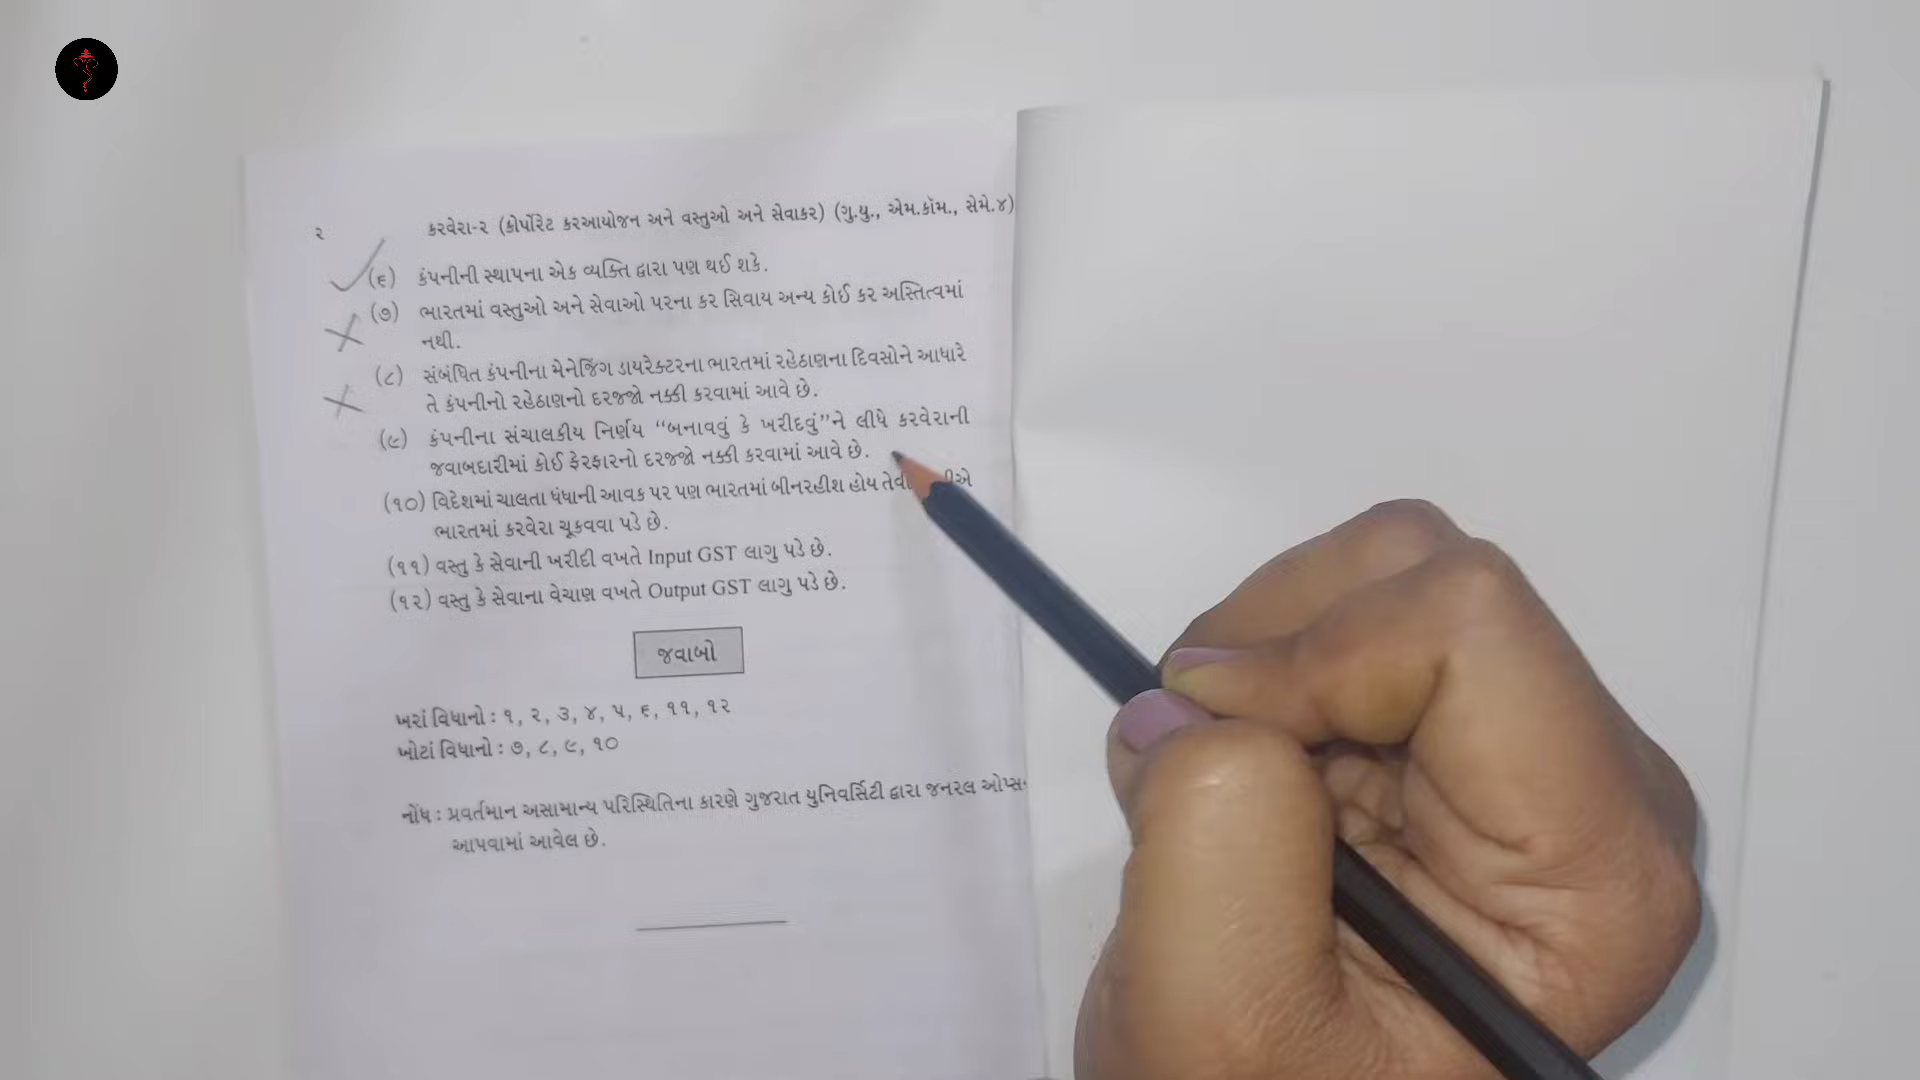 ૨ કરવેરા-૨ (કોર્પોરેટ કરઆયોજન અને વસ્તુઓ અને સેવાકર) (ગુ.યુ., એમ.કૉમ., સેમે.૪)
(૬) કંપનીની સ્થાપના એક વ્યક્તિ દ્વારા પણ થઈ શકે.
(૭) ભારતમાં વસ્તુઓ અને સેવાઓ પરના કર સિવાય અન્ય કોઈ કર અસ્તિત્વમાં
નથી.
(૮) સંબંધિત કંપનીના મેનેજિંગ ડાયરેક્ટરના ભારતમાં રહેઠાણના દિવસોને આધારે
તે કંપનીનો રહેઠાણનો દરજ્જો નક્કી કરવામાં આવે છે.
(૯) કંપનીના સંચાલકીય નિર્ણય “બનાવવું કે ખરીદવું”ને લીધે કરવેરાની
જવાબદારીમાં કોઈ ફેરફારનો દરજ્જો નક્કી કરવામાં આવે છે.
(૧૦) વિદેશમાં ચાલતા ધંધાની આવક પર પણ ભારતમાં બીનરહીશ હોય
ભારતમાં કરવેરા ચૂકવવા પડે છે.
(૧૧) વસ્તુ કે સેવાની ખરીદી વખતે Input GST લાગુ પડે છે.
(૧૨) વસ્તુ કે સેવાના વેચાણ વખતે Output GST લાગુ પડે છે.
જવાબો
ખરાં વિધાનો : ૧, ૨, ૩, ૪, ૫, ૬, ૧૧, ૧૨
ખોટાં વિધાનો : ૭, ૮, ૯, ૧૦
નોંધ : પ્રવર્તમાન અસામાન્ય પરિસ્થિતિના કારણે ગુજરાત યુનિવર્સિટી દ્વારા જનરલ
આપવામાં આવેલ છે.